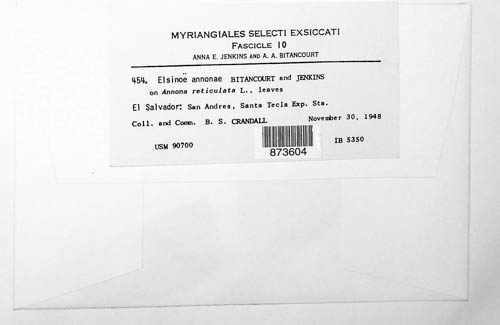 MYRIANGIALES SELECTI EXSICCATI
FASCICLE 10
ANNA E. JENKINS AND A. A. BITANCOURT
454. Elsinoë annonae BITANCOURT and JENKINS
on Annona reticulata L., leaves
El Salvador: San Andres, Santa Tecla Exp. Sta.
Coll. and Comm. B. S. CRANDALL November 30, 1948
USM 90700 873604 IB 5350